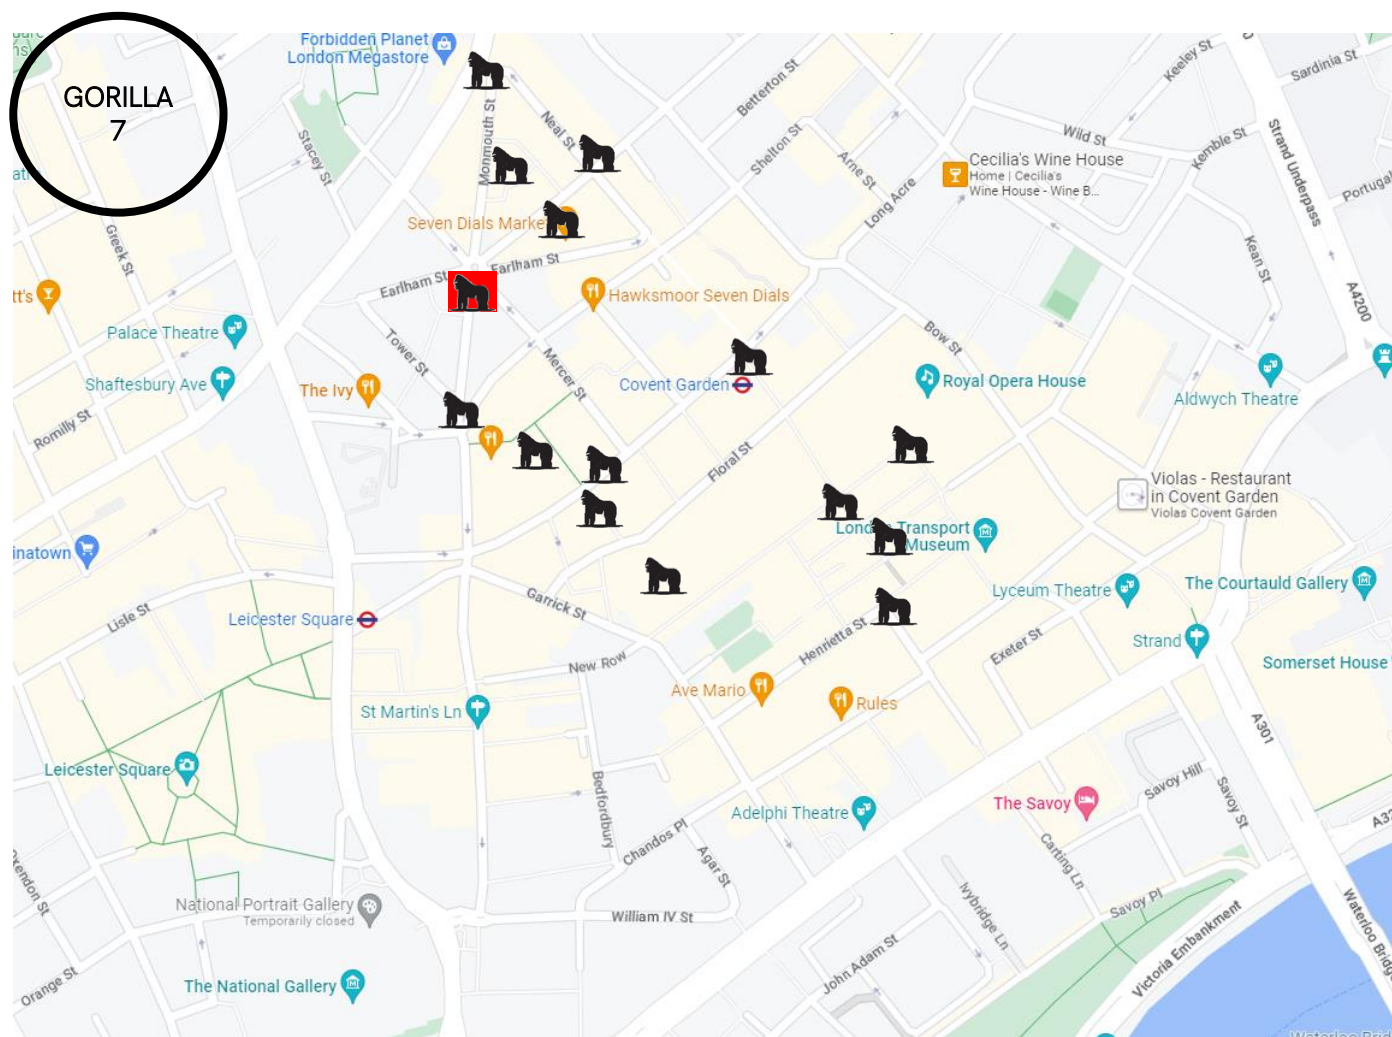 GORILLA
7
Forbidden Planet
London Megastore
Keeley St
Sardinia St
Betterton St
Monmouth St
Neal St
Stacey St
Shelton St
Wild St
Kemble St
Strand Underpass
Arne St
Cecilia's Wine House
Home | Cecilia's
Wine House - Wine B...
Long Acre
Portugal
Greek St
Seven Dials Marke
Kean St
Earlham St
Earlham St
tt's
Hawksmoor Seven Dials
A4200
Palace Theatre
Tower St
Mercer St
Bow St
Shaftesbury Ave
The Ivy
Covent Garden
Royal Opera House
Aldwych Theatre
Romilly St
Floral St
Violas - Restaurant
in Covent Garden
Violas Covent Garden
Transport
Museum
inatown
Lisle St
Garrick St
Lyceum Theatre
The Courtauld Gallery
Leicester Square
Henrietta St
Exeter St
Strand
Somerset House
New Row
Ave Mario
Rules
St Martin's Ln
A301
Leicester Square
Bedfordbury
Adelphi Theatre
The Savoy
Savoy Hill
Savoy St
Chandos Pl
Agar St
Carting Ln
National Portrait Gallery
Temporarily closed
William IV St
Ivybridge Ln
Savoy Pl
Victoria Embankment
Waterloo Bridge
Orange St
The National Gallery
John Adam St